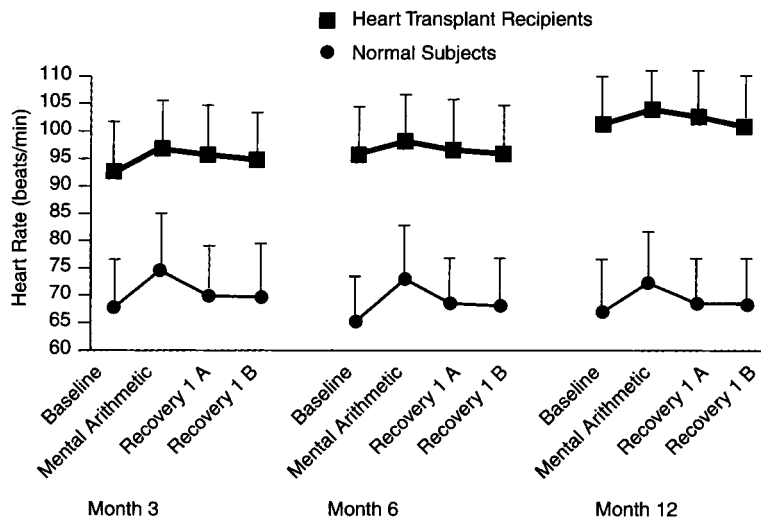 Heart Transplant Recipients
Normal Subjects
Heart Rate (beats/min)
110
105
100
95
90
85
80
75
70
65
60
Baseline
Mental Arithmetic
Recovery 1 A
Recovery 1 B
Baseline
Mental Arithmetic
Recovery 1 A
Recovery 1 B
Baseline
Mental Arithmetic
Recovery 1 A
Recovery 1 B
Month 3
Month 6
Month 12